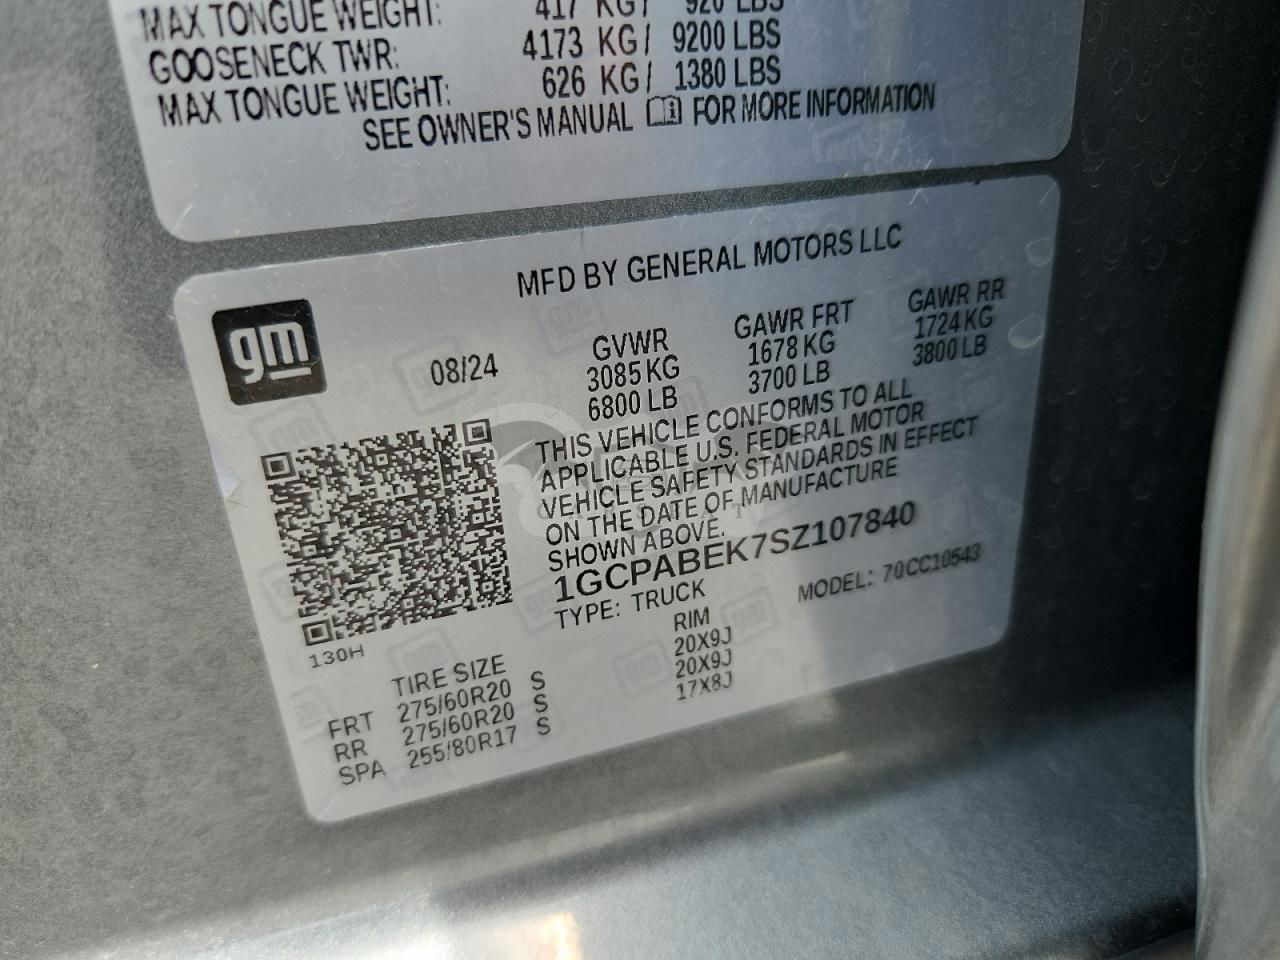 MAX TONGUE WEIGHT: 417 KG/ 920 LBS
GOOSENECK TWR: 4173 KG/ 9200 LBS
MAX TONGUE WEIGHT: 626 KG/ 1380 LBS
SEE OWNER'S MANUAL FOR MORE INFORMATION
MFD BY GENERAL MOTORS LLC
gm
08/24
GVWR GAWR FRT GAWR RR
3085 KG 1678 KG 1724 KG
6800 LB 3700 LB 3800 LB
THIS VEHICLE CONFORMS TO ALL
APPLICABLE U.S. FEDERAL MOTOR
VEHICLE SAFETY STANDARDS IN EFFECT
ON THE DATE OF MANUFACTURE
SHOWN ABOVE.
1GCPABEK7SZ107840
TYPE: TRUCK MODEL: 70CC10543
130H
TIRE SIZE RIM
FRT 275/60R20 S 20X9J
RR 275/60R20 S 20X9J
SPA 255/80R17 S 17X8J